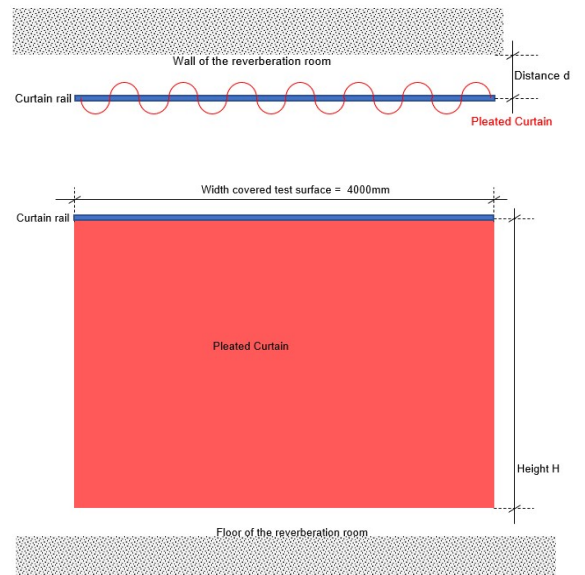 Wall of the reverberation room
Distance d
Curtain rail
Pleated Curtain
Width covered test surface = 4000mm
Curtain rail
Pleated Curtain
Height H
Floor of the reverberation room